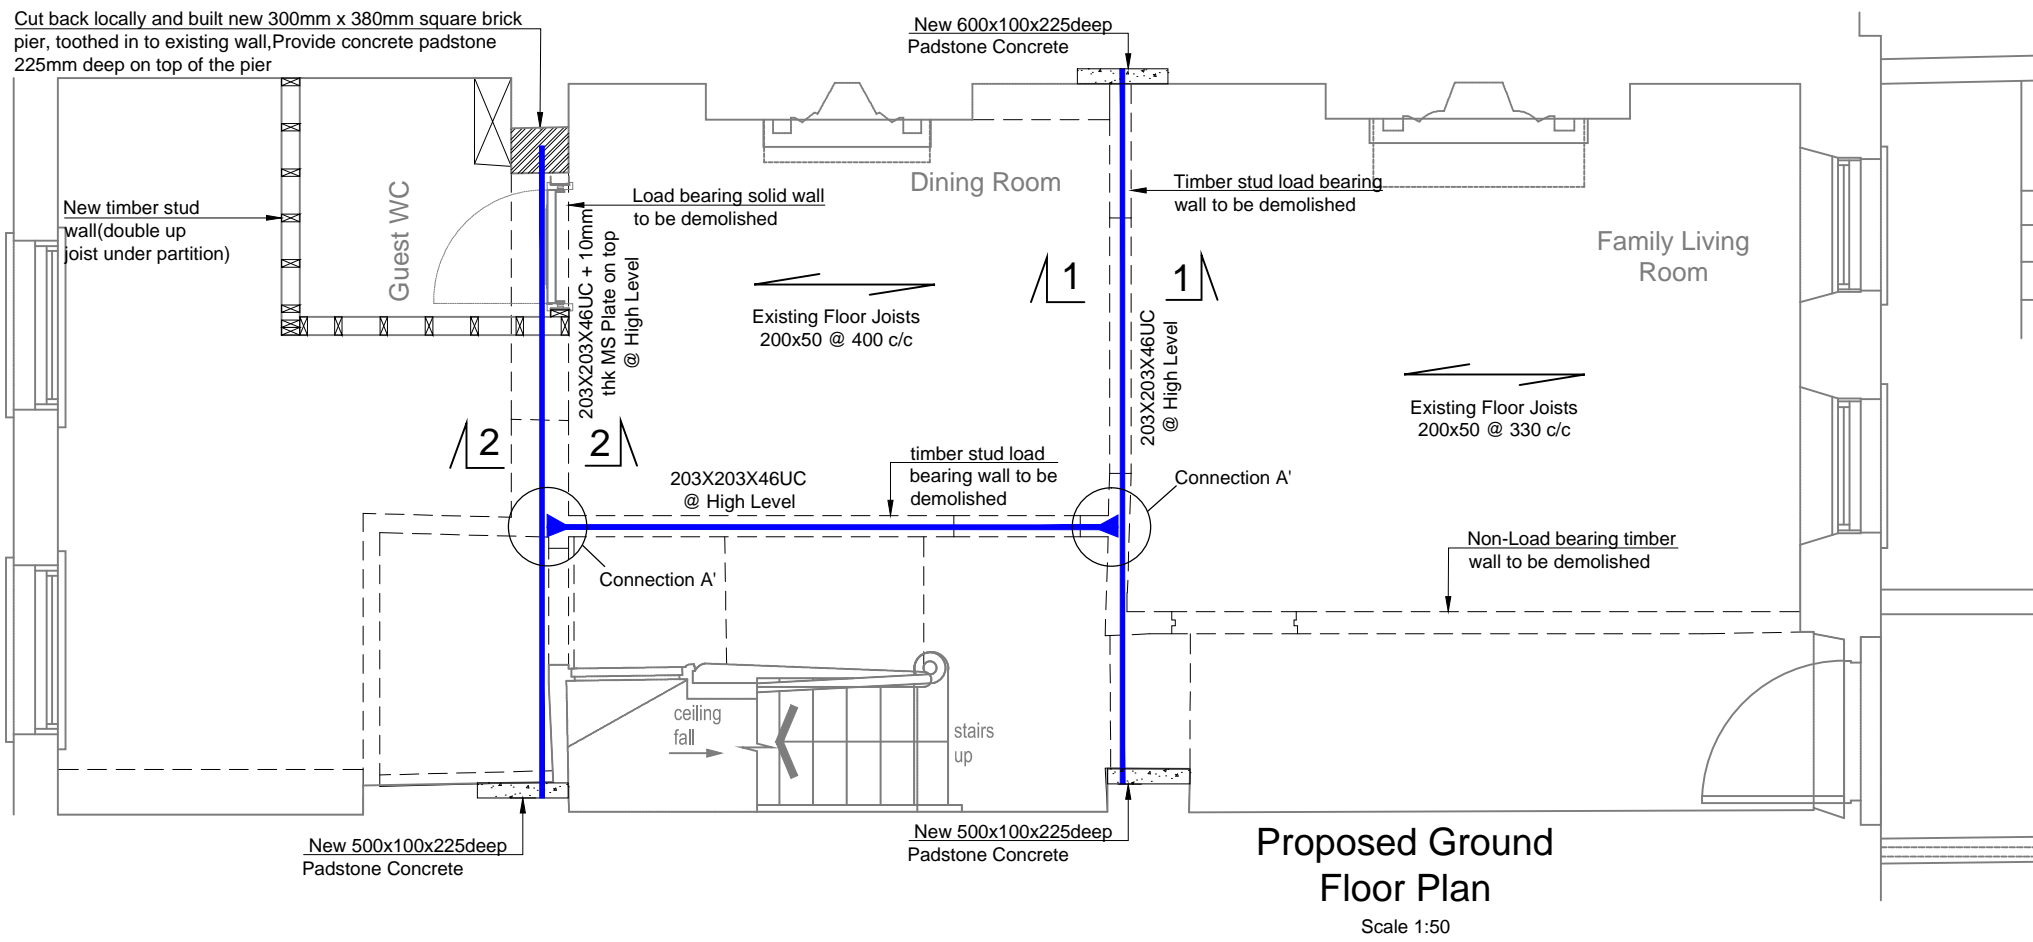 Cut back locally and built new 300mm x 380mm square brick
pier, toothed in to existing wall,Provide concrete padstone
225mm deep on top of the pier
New 600x100x225deep
Padstone Concrete
New timber stud
wall(double up
joist under partition)
Guest WC
Load bearing solid wall
to be demolished
203X203X46UC + 10mm
thk MS Plate on top
@ High Level
Dining Room
Timber stud load bearing
wall to be demolished
Family Living
Room
1
1
Existing Floor Joists
200x50 @ 400 c/c
203X203X46UC
@ High Level
Existing Floor Joists
200x50 @ 330 c/c
2
2
203X203X46UC
@ High Level
timber stud load
bearing wall to be
demolished
Connection A'
Connection A'
Non-Load bearing timber
wall to be demolished
ceiling
fall
stairs
up
New 500x100x225deep
Padstone Concrete
New 500x100x225deep
Padstone Concrete
Proposed Ground
Floor Plan
Scale 1:50